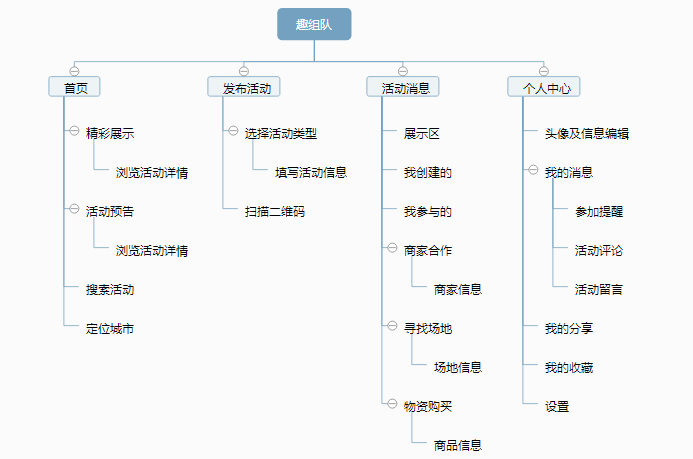 趣组队
首页
精彩展示
浏览活动详情
活动预告
浏览活动详情
搜索活动
定位城市
发布活动
选择活动类型
填写活动信息
扫描二维码
活动消息
展示区
我创建的
我参与的
商家合作
商家信息
寻找场地
场地信息
物资购买
商品信息
个人中心
头像及信息编辑
我的消息
参加提醒
活动评论
活动留言
我的分享
我的收藏
设置